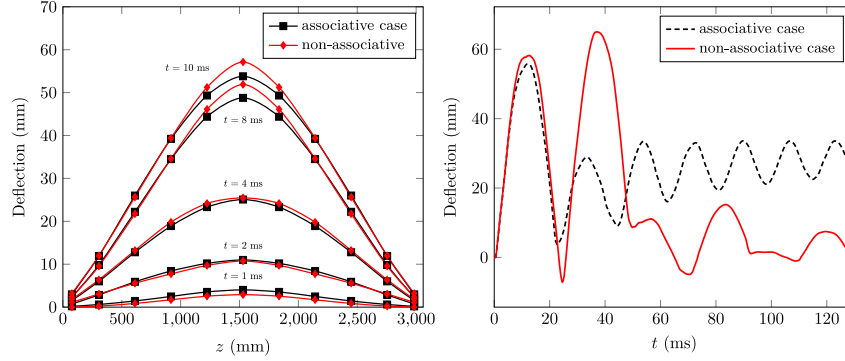 70
60
50
40
30
20
10
0
0
500
1,000
1,500
2,000
2,500
3,000
z (mm)
Deflection (mm)
associative case
non-associative
t = 10 ms
t = 8 ms
t = 4 ms
t = 2 ms
t = 1 ms
60
40
20
0
0
20
40
60
80
100
120
t (ms)
Deflection (mm)
associative case
non-associative case